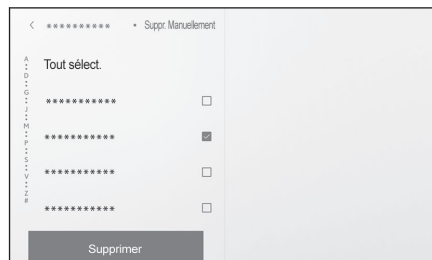 < ********** • Suppr. Manuellement
A
•
D
•
G
•
J
•
M
•
P
•
S
•
V
•
Z
#
Tout sélect.
***********
***********
***********
***********
Supprimer